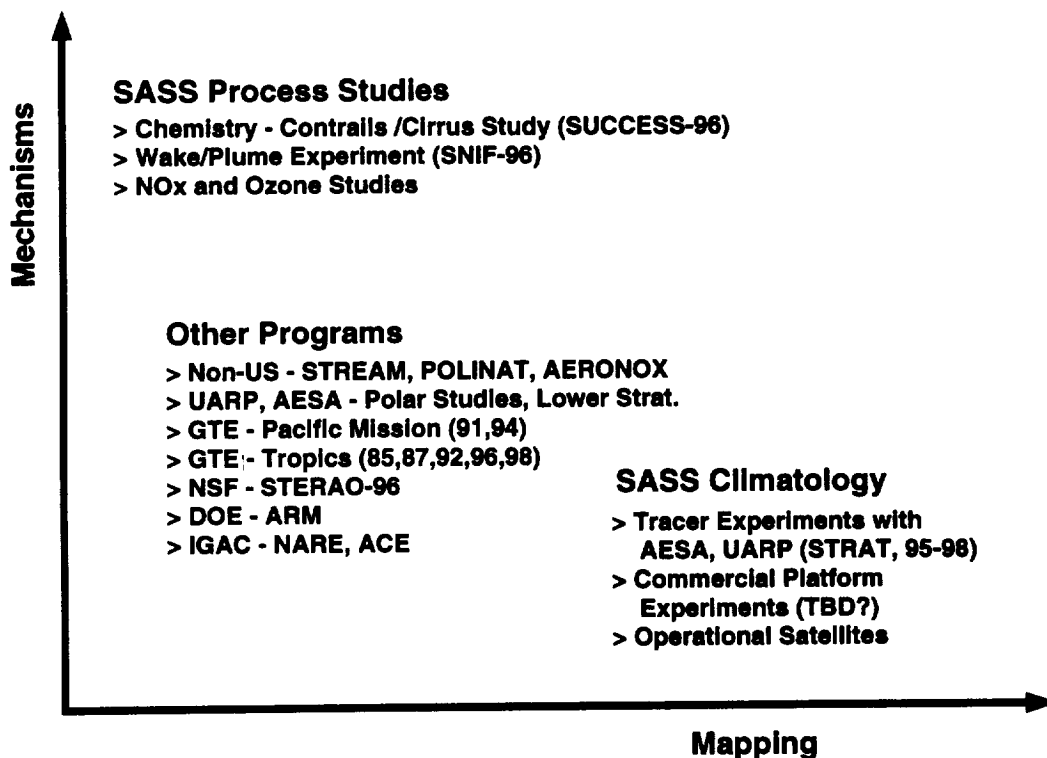 Mechanisms
SASS Process Studies
> Chemistry - Contrails /Cirrus Study (SUCCESS-96)
> Wake/Plume Experiment (SNIF-96)
> NOx and Ozone Studies
Other Programs
> Non-US - STREAM, POLINAT, AERONOX
> UARP, AESA - Polar Studies, Lower Strat.
> GTE - Pacific Mission (91,94)
> GTE - Tropics (85,87,92,96,98)
> NSF - STERAO-96
> DOE - ARM
> IGAC - NARE, ACE
SASS Climatology
> Tracer Experiments with
AESA, UARP (STRAT, 95-98)
> Commercial Platform
Experiments (TBD?)
> Operational Satellites
Mapping